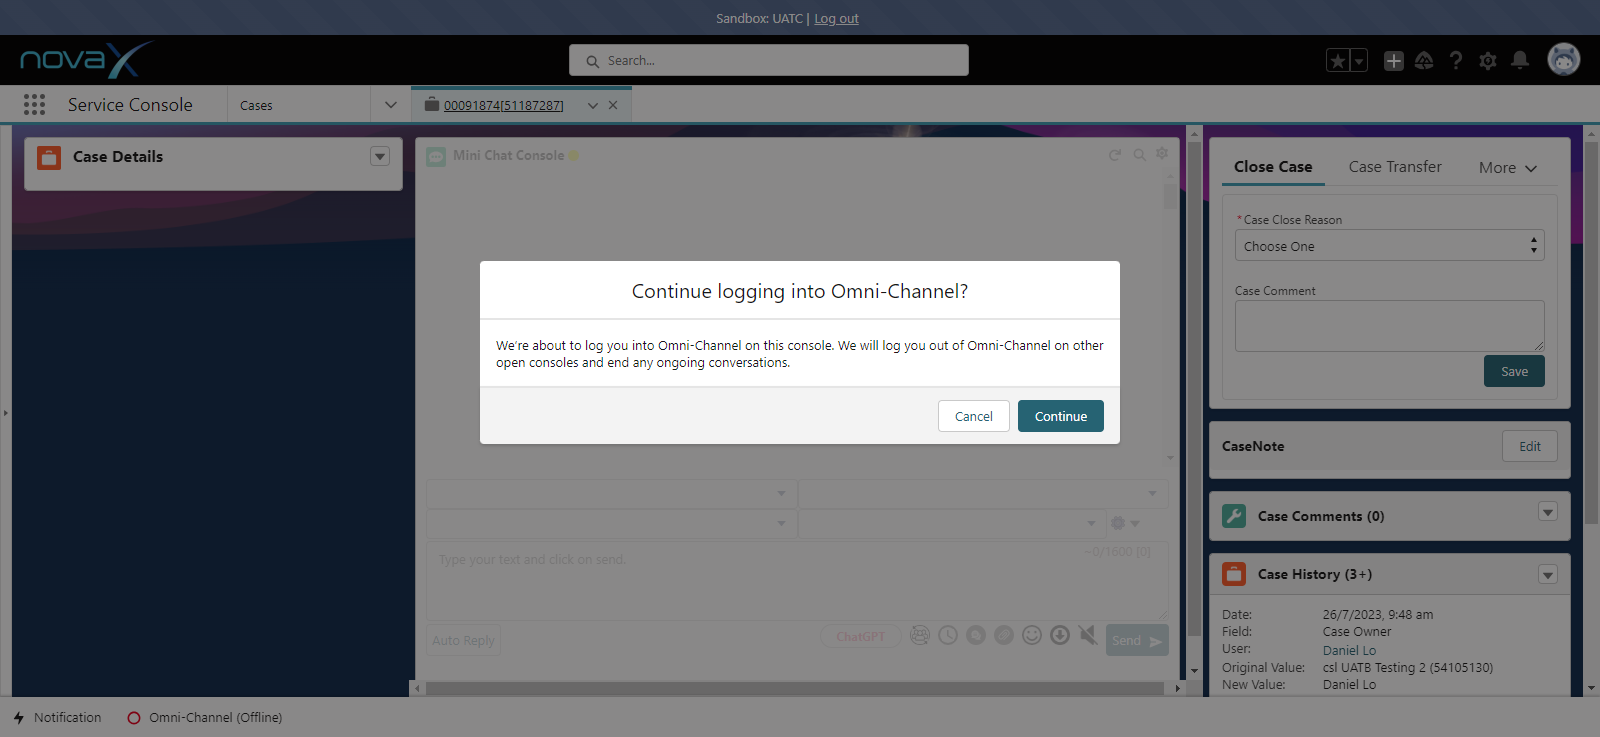 Sandbox: UATC | Log out
novaX
Search...
Service Console
Cases
00091874[51187287]
Case Details
Mini Chat Console
Close Case
Case Transfer
More
*Case Close Reason
Choose One
Case Comment
Save
Continue logging into Omni-Channel?
We're about to log you into Omni-Channel on this console. We will log you out of Omni-Channel on other
open consoles and end any ongoing conversations.
Cancel
Continue
CaseNote
Edit
Case Comments (0)
Type your text and click on send.
~0/1600 (0)
Auto Reply
ChatGPT
Send
Case History (3+)
Date: 26/7/2023, 9:48 am
Field: Case Owner
User: Daniel Lo
Original Value: csl UATB Testing 2 (54105130)
New Value: Daniel Lo
Notification
Omni-Channel (Offline)